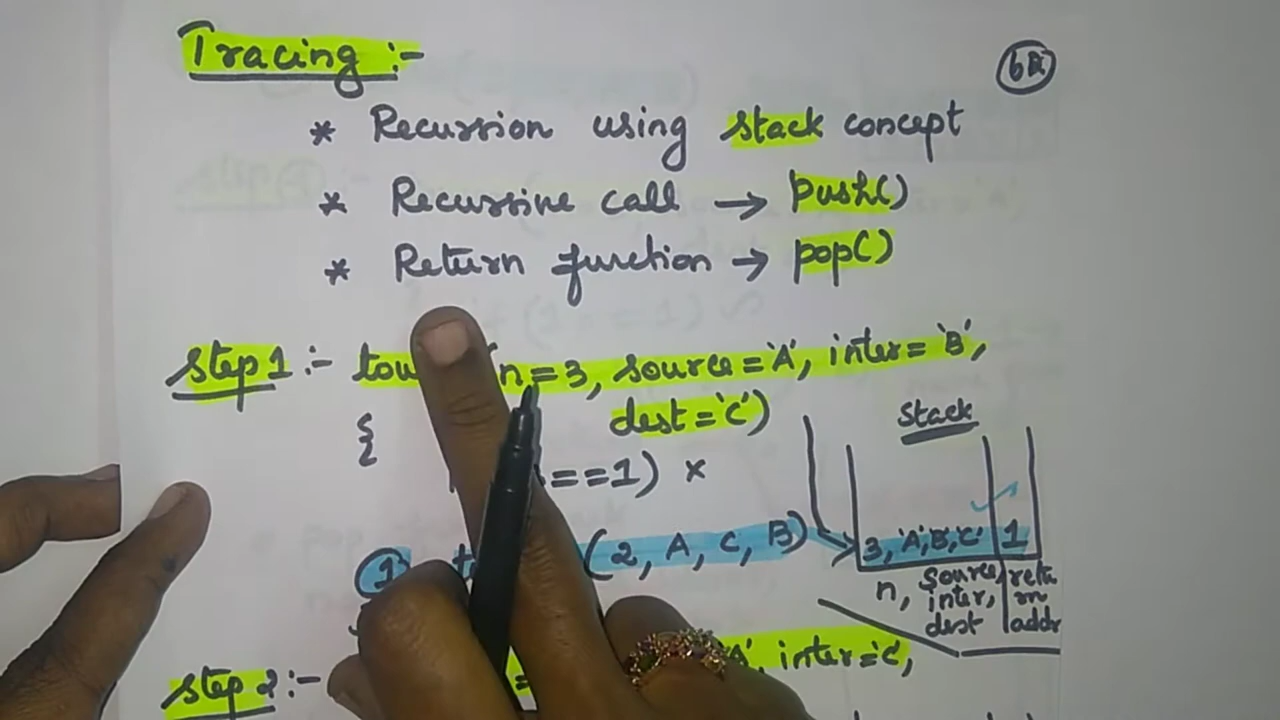 Tracing :-
* Recursion using stack concept
* Recursive call → push()
* Return function → pop()
Step 1 :- n=3, source='A', inter='B',
dest='C')
{
==1) ×
Stack
① (2, A, C, B)
3,'A','B','C' 1
n, source, inter, dest
return addr
Step 2 :- 'A', inter='C',